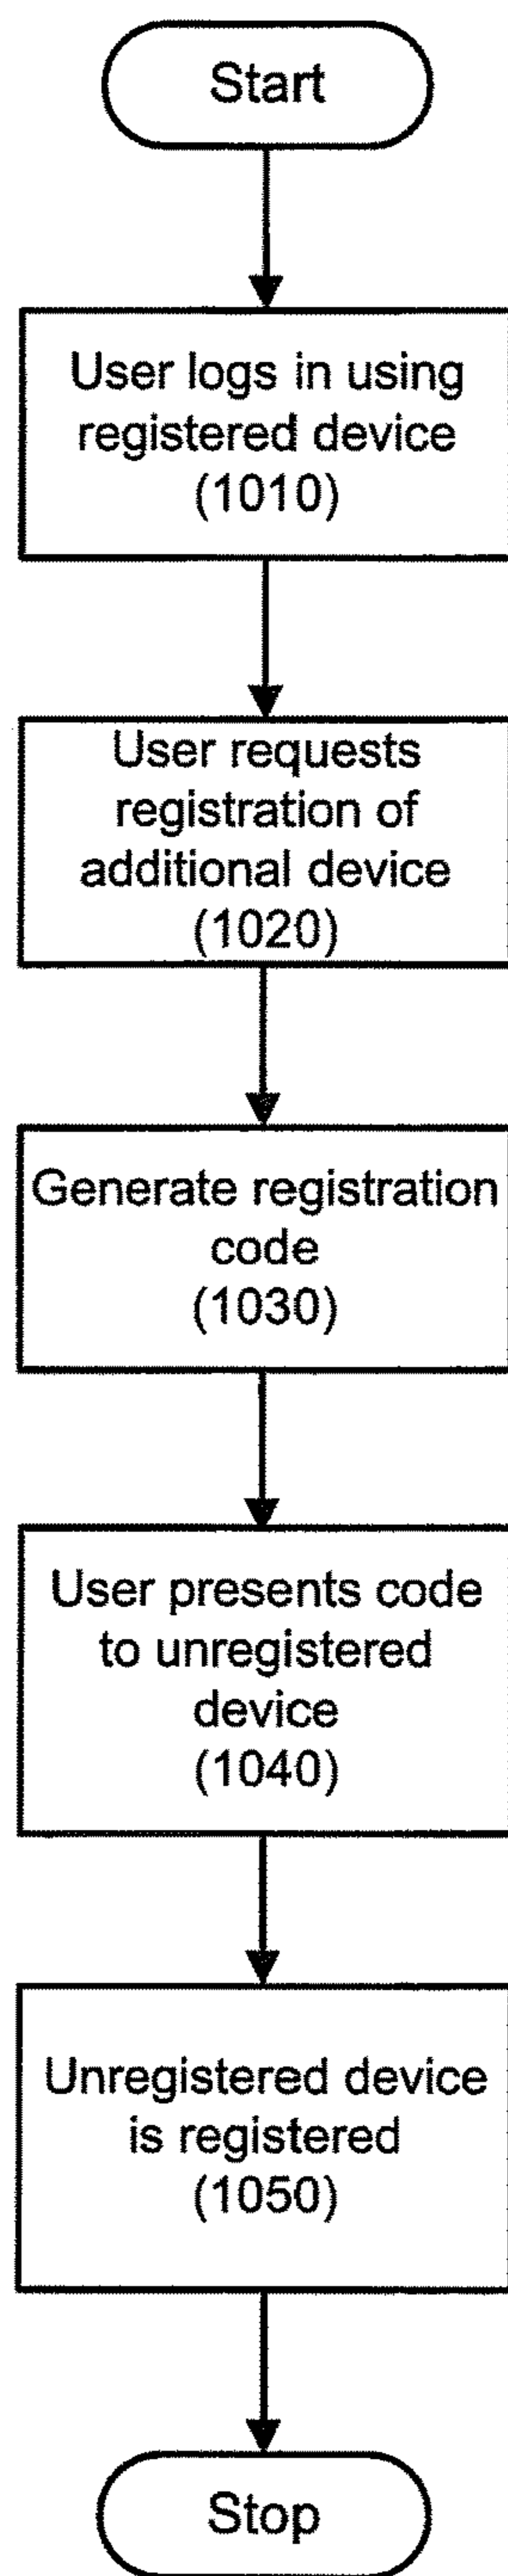 Start
User logs in using
registered device
(1010)
User requests
registration of
additional device
(1020)
Generate registration
code
(1030)
User presents code
to unregistered
device
(1040)
Unregistered device
is registered
(1050)
Stop